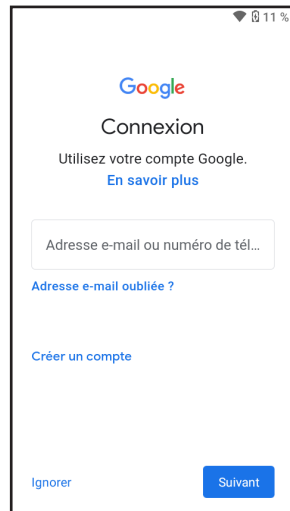 11 %
Google
Connexion
Utilisez votre compte Google.
En savoir plus
Adresse e-mail ou numéro de tél…
Adresse e-mail oubliée ?
Créer un compte
Ignorer
Suivant